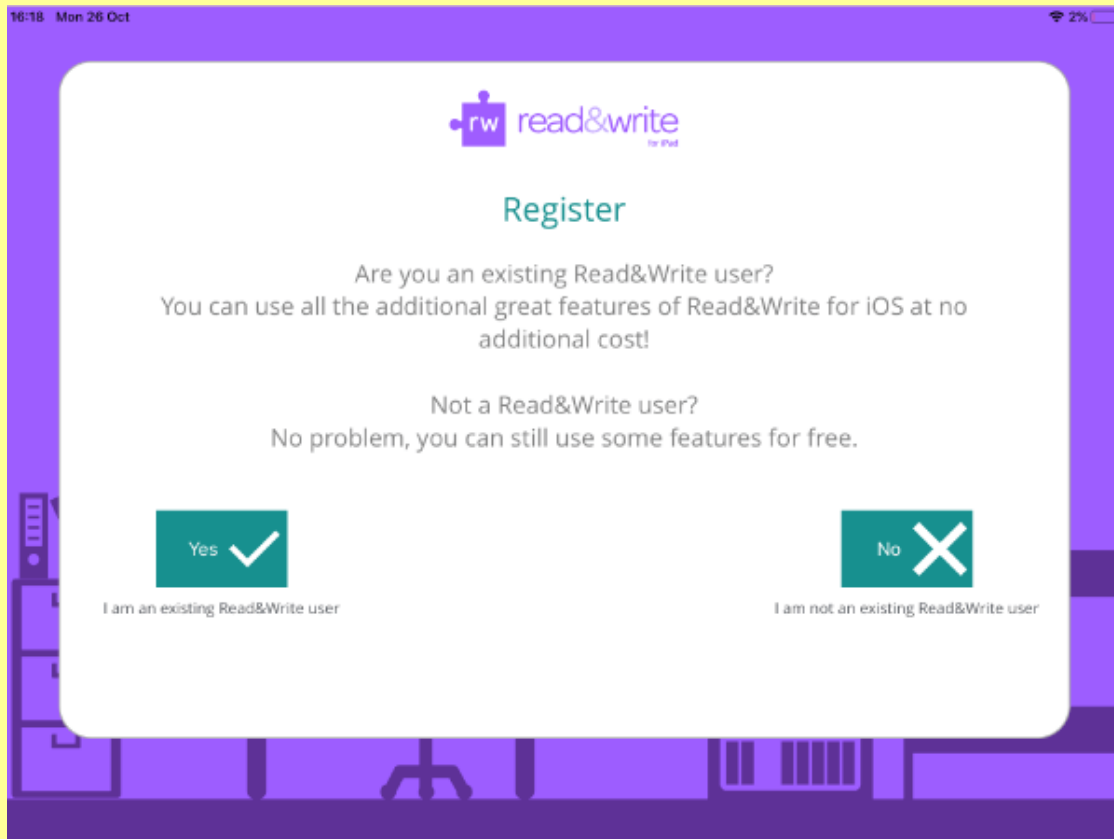 16:18 Mon 26 Oct 2%
rw read&write
for iPad
Register
Are you an existing Read&Write user?
You can use all the additional great features of Read&Write for iOS at no
additional cost!
Not a Read&Write user?
No problem, you can still use some features for free.
Yes No
I am an existing Read&Write user I am not an existing Read&Write user